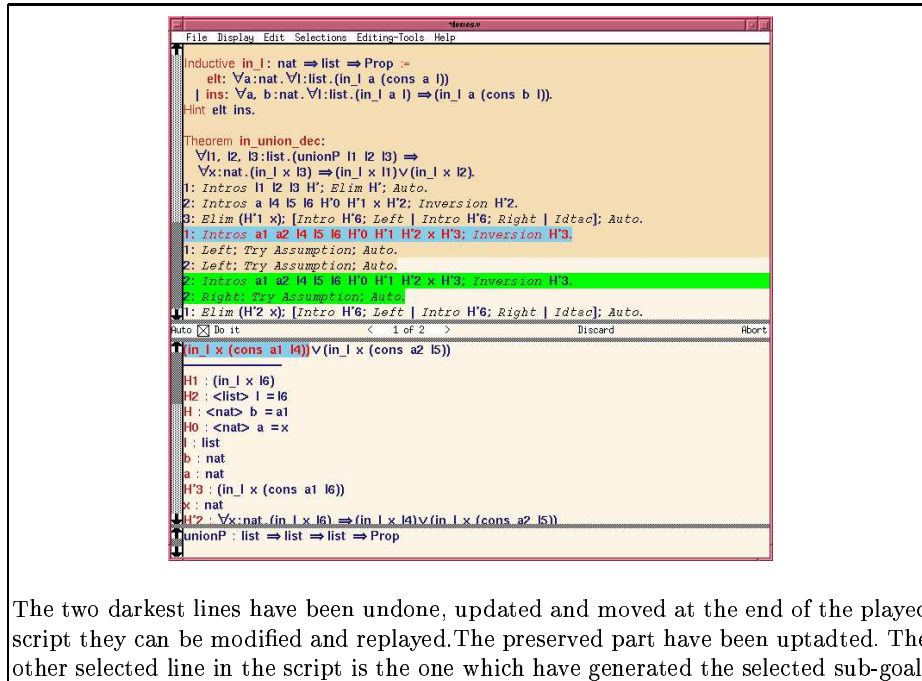 *demos.v
File Display Edit Selections Editing-Tools Help
Inductive in_l: nat ⇒ list ⇒ Prop :=
elt: ∀a:nat.∀l:list.(in_l a (cons a l))
| ins: ∀a, b:nat.∀l:list.(in_l a l) ⇒(in_l a (cons b l)).
Hint elt ins.
Theorem in_union_dec:
∀l1, l2, l3:list.(unionP l1 l2 l3) ⇒
∀x:nat.(in_l x l3) ⇒(in_l x l1)∨(in_l x l2).
1: Intros l1 l2 l3 H'; Elim H'; Auto.
2: Intros a l4 l5 l6 H'0 H'1 x H'2; Inversion H'2.
3: Elim (H'1 x); [Intro H'6; Left | Intro H'6; Right | Idtac]; Auto.
1: Intros a1 a2 l4 l5 l6 H'0 H'1 H'2 x H'3; Inversion H'3.
1: Left; Try Assumption; Auto.
2: Left; Try Assumption; Auto.
2: Intros a1 a2 l4 l5 l6 H'0 H'1 H'2 x H'3; Inversion H'3.
2: Right; Try Assumption; Auto.
1: Elim (H'2 x); [Intro H'6; Left | Intro H'6; Right | Idtac]; Auto.
Auto Do it < 1 of 2 > Discard Abort
(in_l x (cons a1 l4))∨(in_l x (cons a2 l5))
H1 : (in_l x l6)
H2 : <list> l =l6
H : <nat> b =a1
H0 : <nat> a =x
l : list
b : nat
a : nat
H'3 : (in_l x (cons a1 l6))
x : nat
H'2 : ∀x:nat.(in_l x l6) ⇒(in_l x l4)∨(in_l x (cons a2 l5))
unionP : list ⇒list ⇒list ⇒Prop
The two darkest lines have been undone, updated and moved at the end of the played
script they can be modified and replayed.The preserved part have been uptadted. The
other selected line in the script is the one which have generated the selected sub-goal